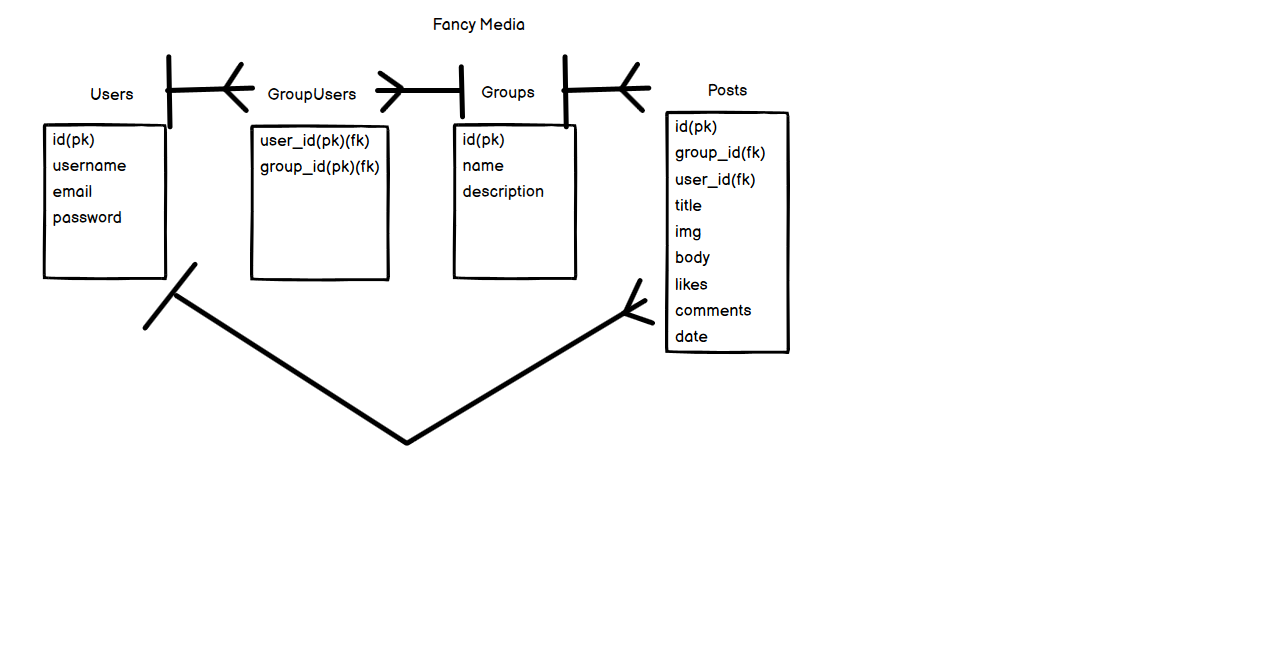 Fancy Media
Users
id(pk)
username
email
password
GroupUsers
user_id(pk)(fk)
group_id(pk)(fk)
Groups
id(pk)
name
description
Posts
id(pk)
group_id(fk)
user_id(fk)
title
img
body
likes
comments
date